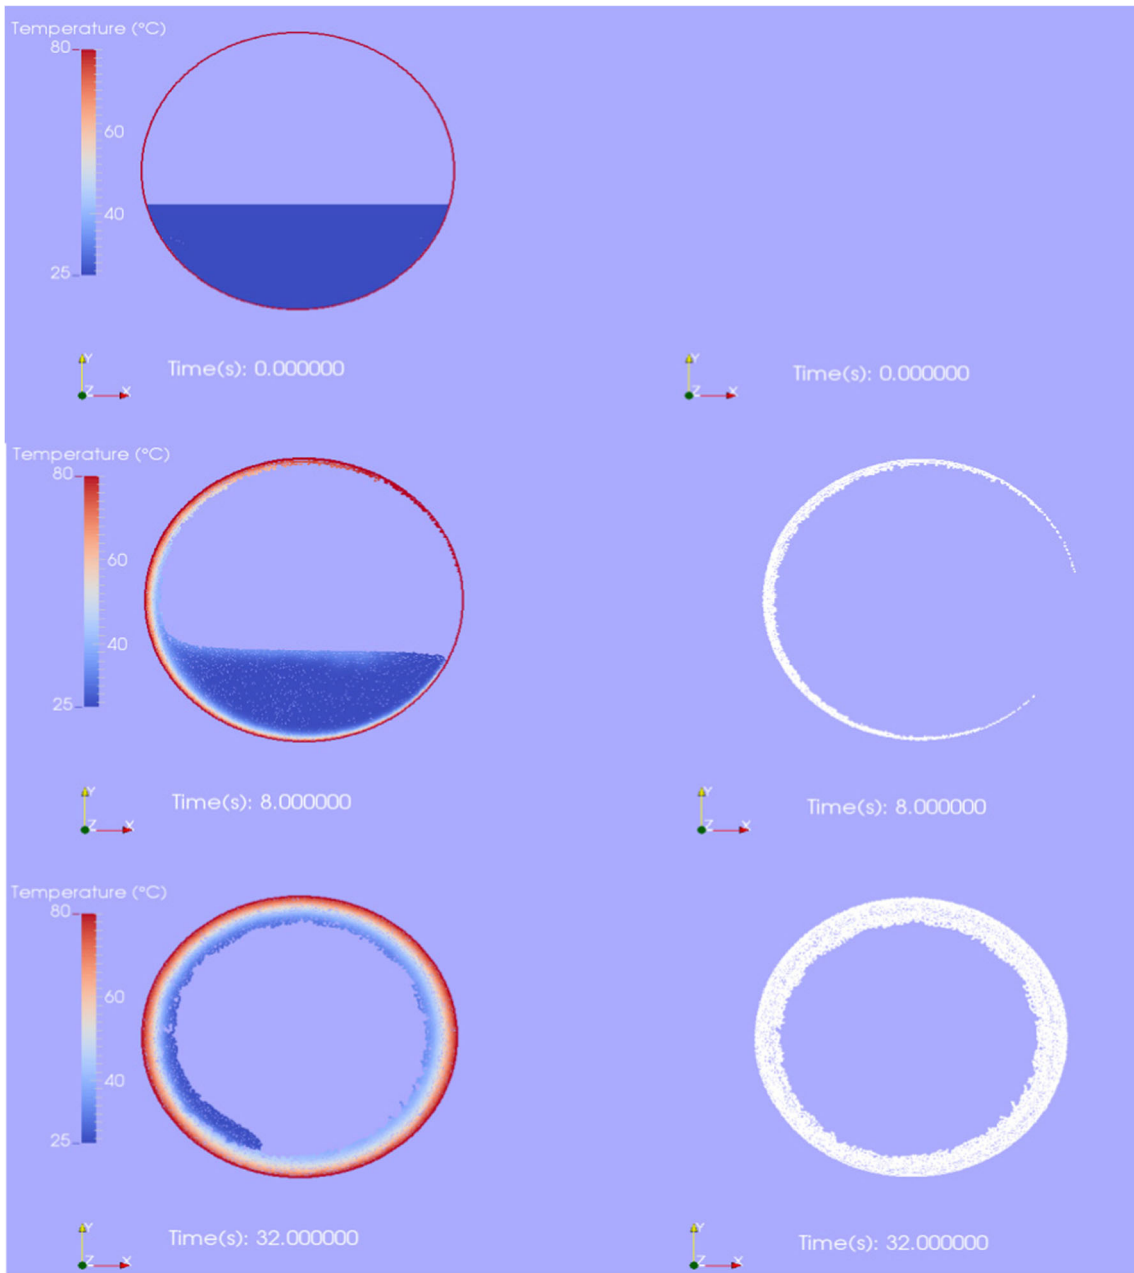 Temperature (°C)
80
60
40
25
Y
Z X
Time(s): 0.000000
Y
Z X
Time(s): 0.000000
Temperature (°C)
80
60
40
25
Y
Z X
Time(s): 8.000000
Y
Z X
Time(s): 8.000000
Temperature (°C)
80
60
40
25
Y
Z X
Time(s): 32.000000
Y
Z X
Time(s): 32.000000